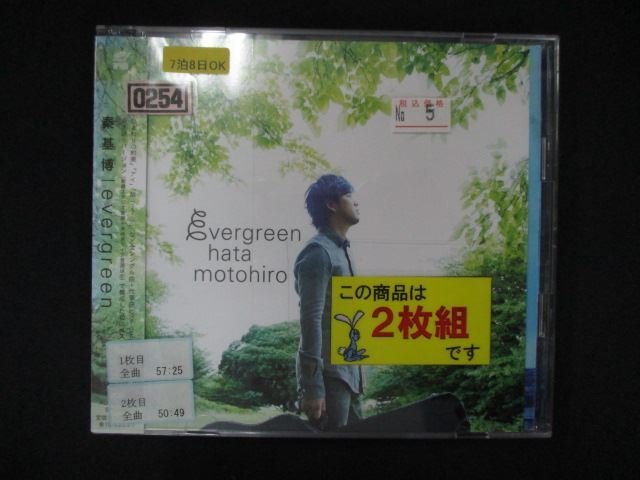 7泊8日OK
0254
税込価格
No 5
秦基博|evergreen
Evergreen
hata
motohiro
この商品は
2枚組
です
1枚目
全曲 57:25
2枚目
全曲 50:49